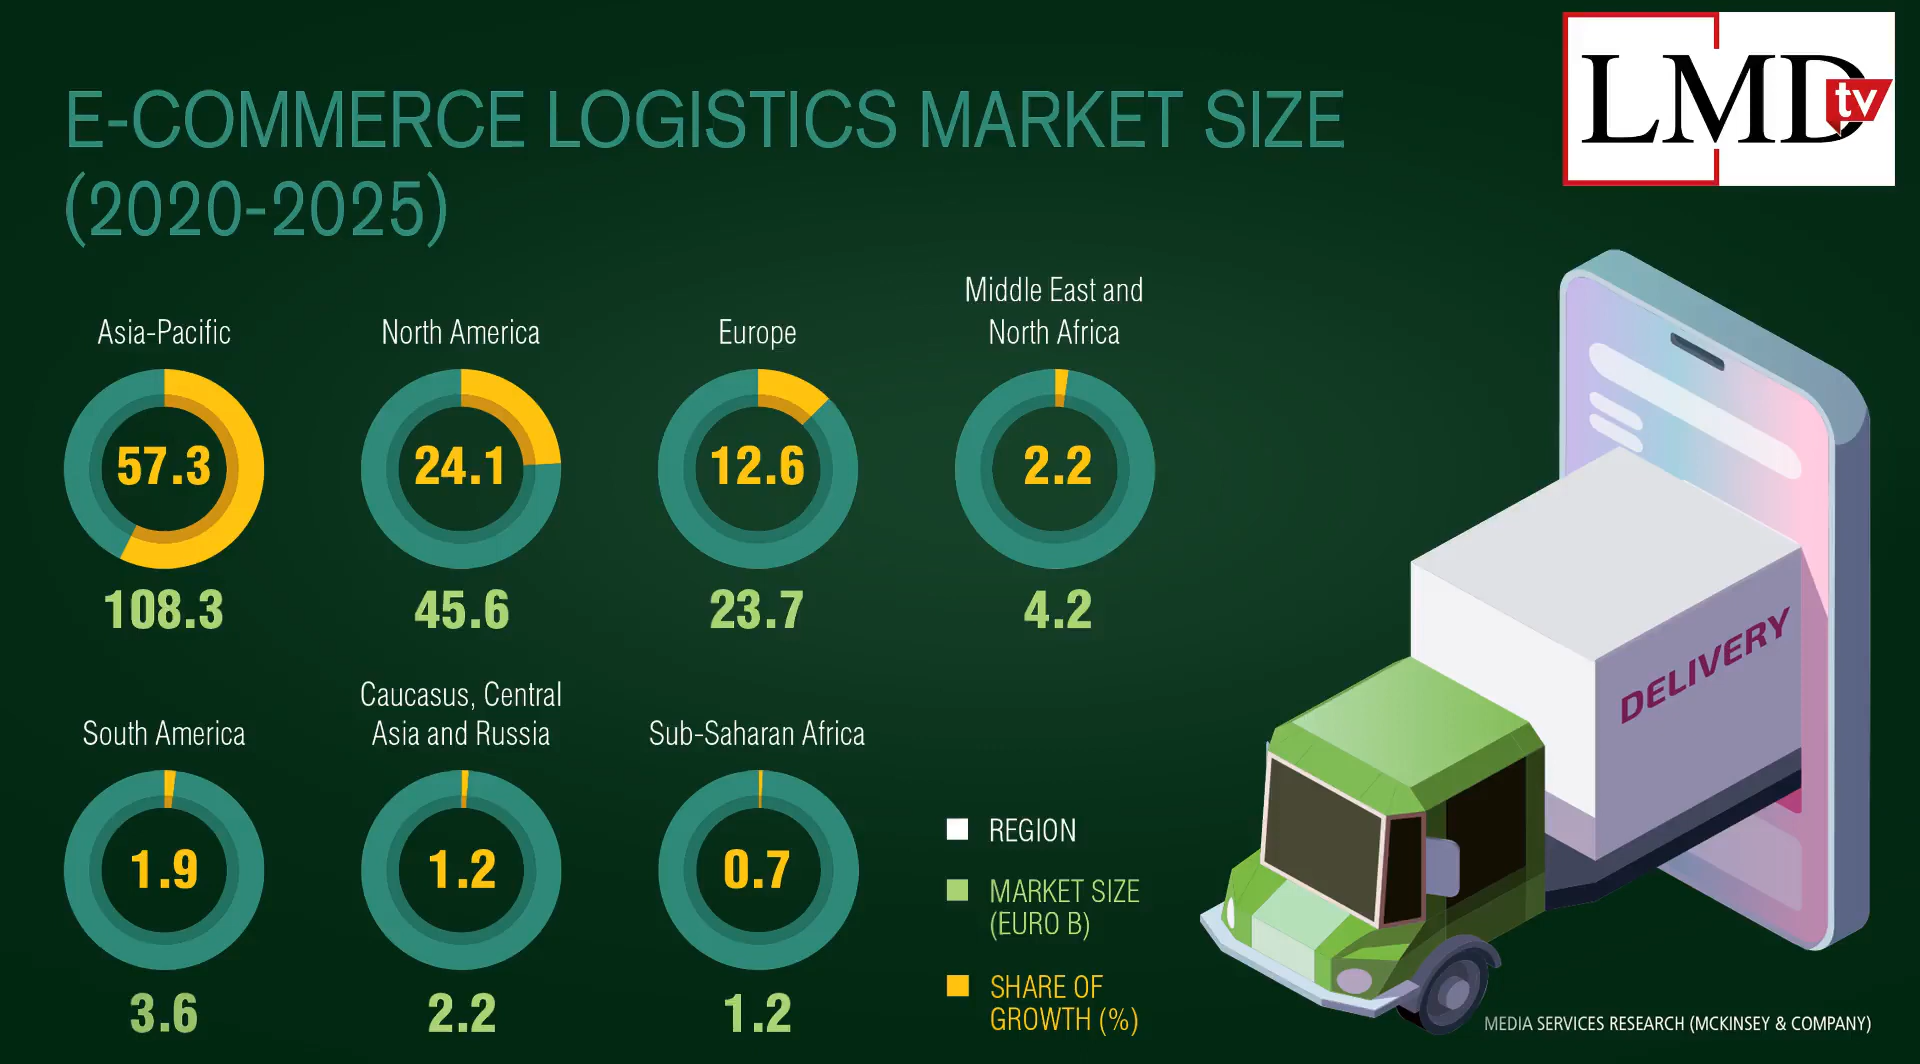 LMD
tv
E-COMMERCE LOGISTICS MARKET SIZE
(2020-2025)
Asia-Pacific
57.3
108.3
North America
24.1
45.6
Europe
12.6
23.7
Middle East and
North Africa
2.2
4.2
South America
1.9
3.6
Caucasus, Central
Asia and Russia
1.2
2.2
Sub-Saharan Africa
0.7
1.2
REGION
MARKET SIZE
(EURO B)
SHARE OF
GROWTH (%)
DELIVERY
MEDIA SERVICES RESEARCH (MCKINSEY & COMPANY)